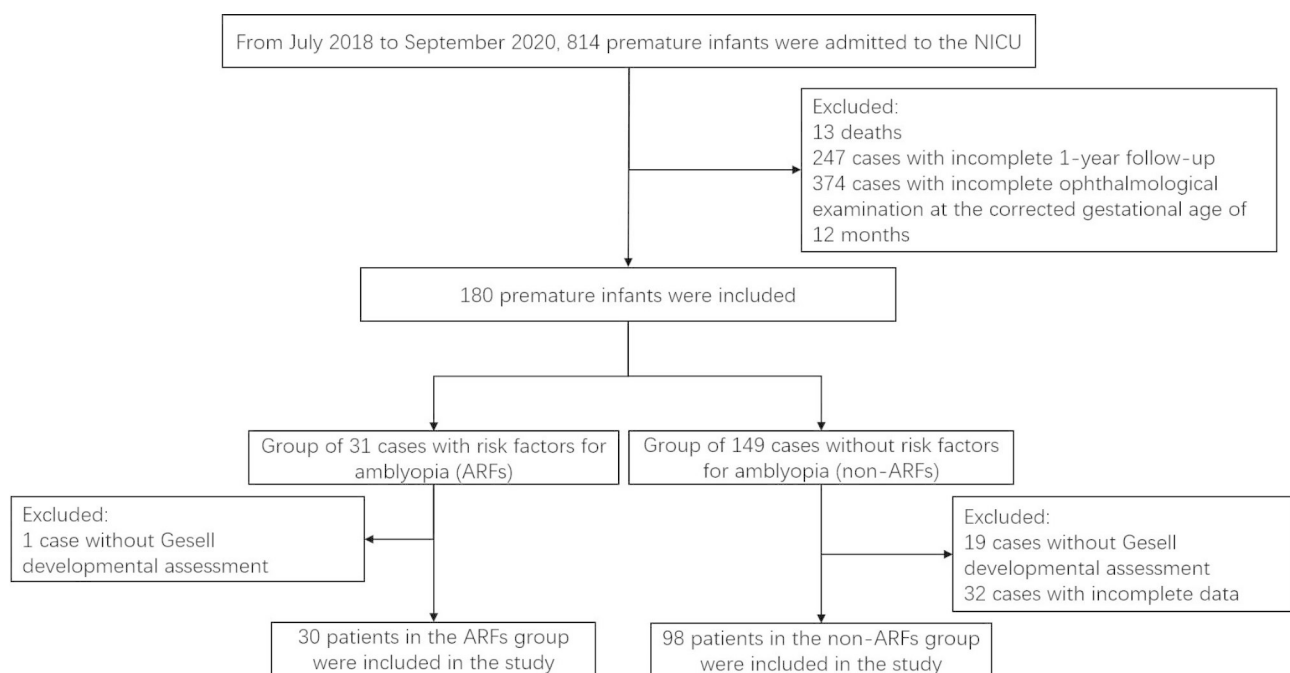 From July 2018 to September 2020, 814 premature infants were admitted to the NICU
Excluded:
13 deaths
247 cases with incomplete 1-year follow-up
374 cases with incomplete ophthalmological
examination at the corrected gestational age of
12 months
180 premature infants were included
Group of 31 cases with risk factors for
amblyopia (ARFs)
Group of 149 cases without risk factors
for amblyopia (non-ARFs)
Excluded:
1 case without Gesell
developmental assessment
Excluded:
19 cases without Gesell
developmental assessment
32 cases with incomplete data
30 patients in the ARFs group
were included in the study
98 patients in the non-ARFs group
were included in the study